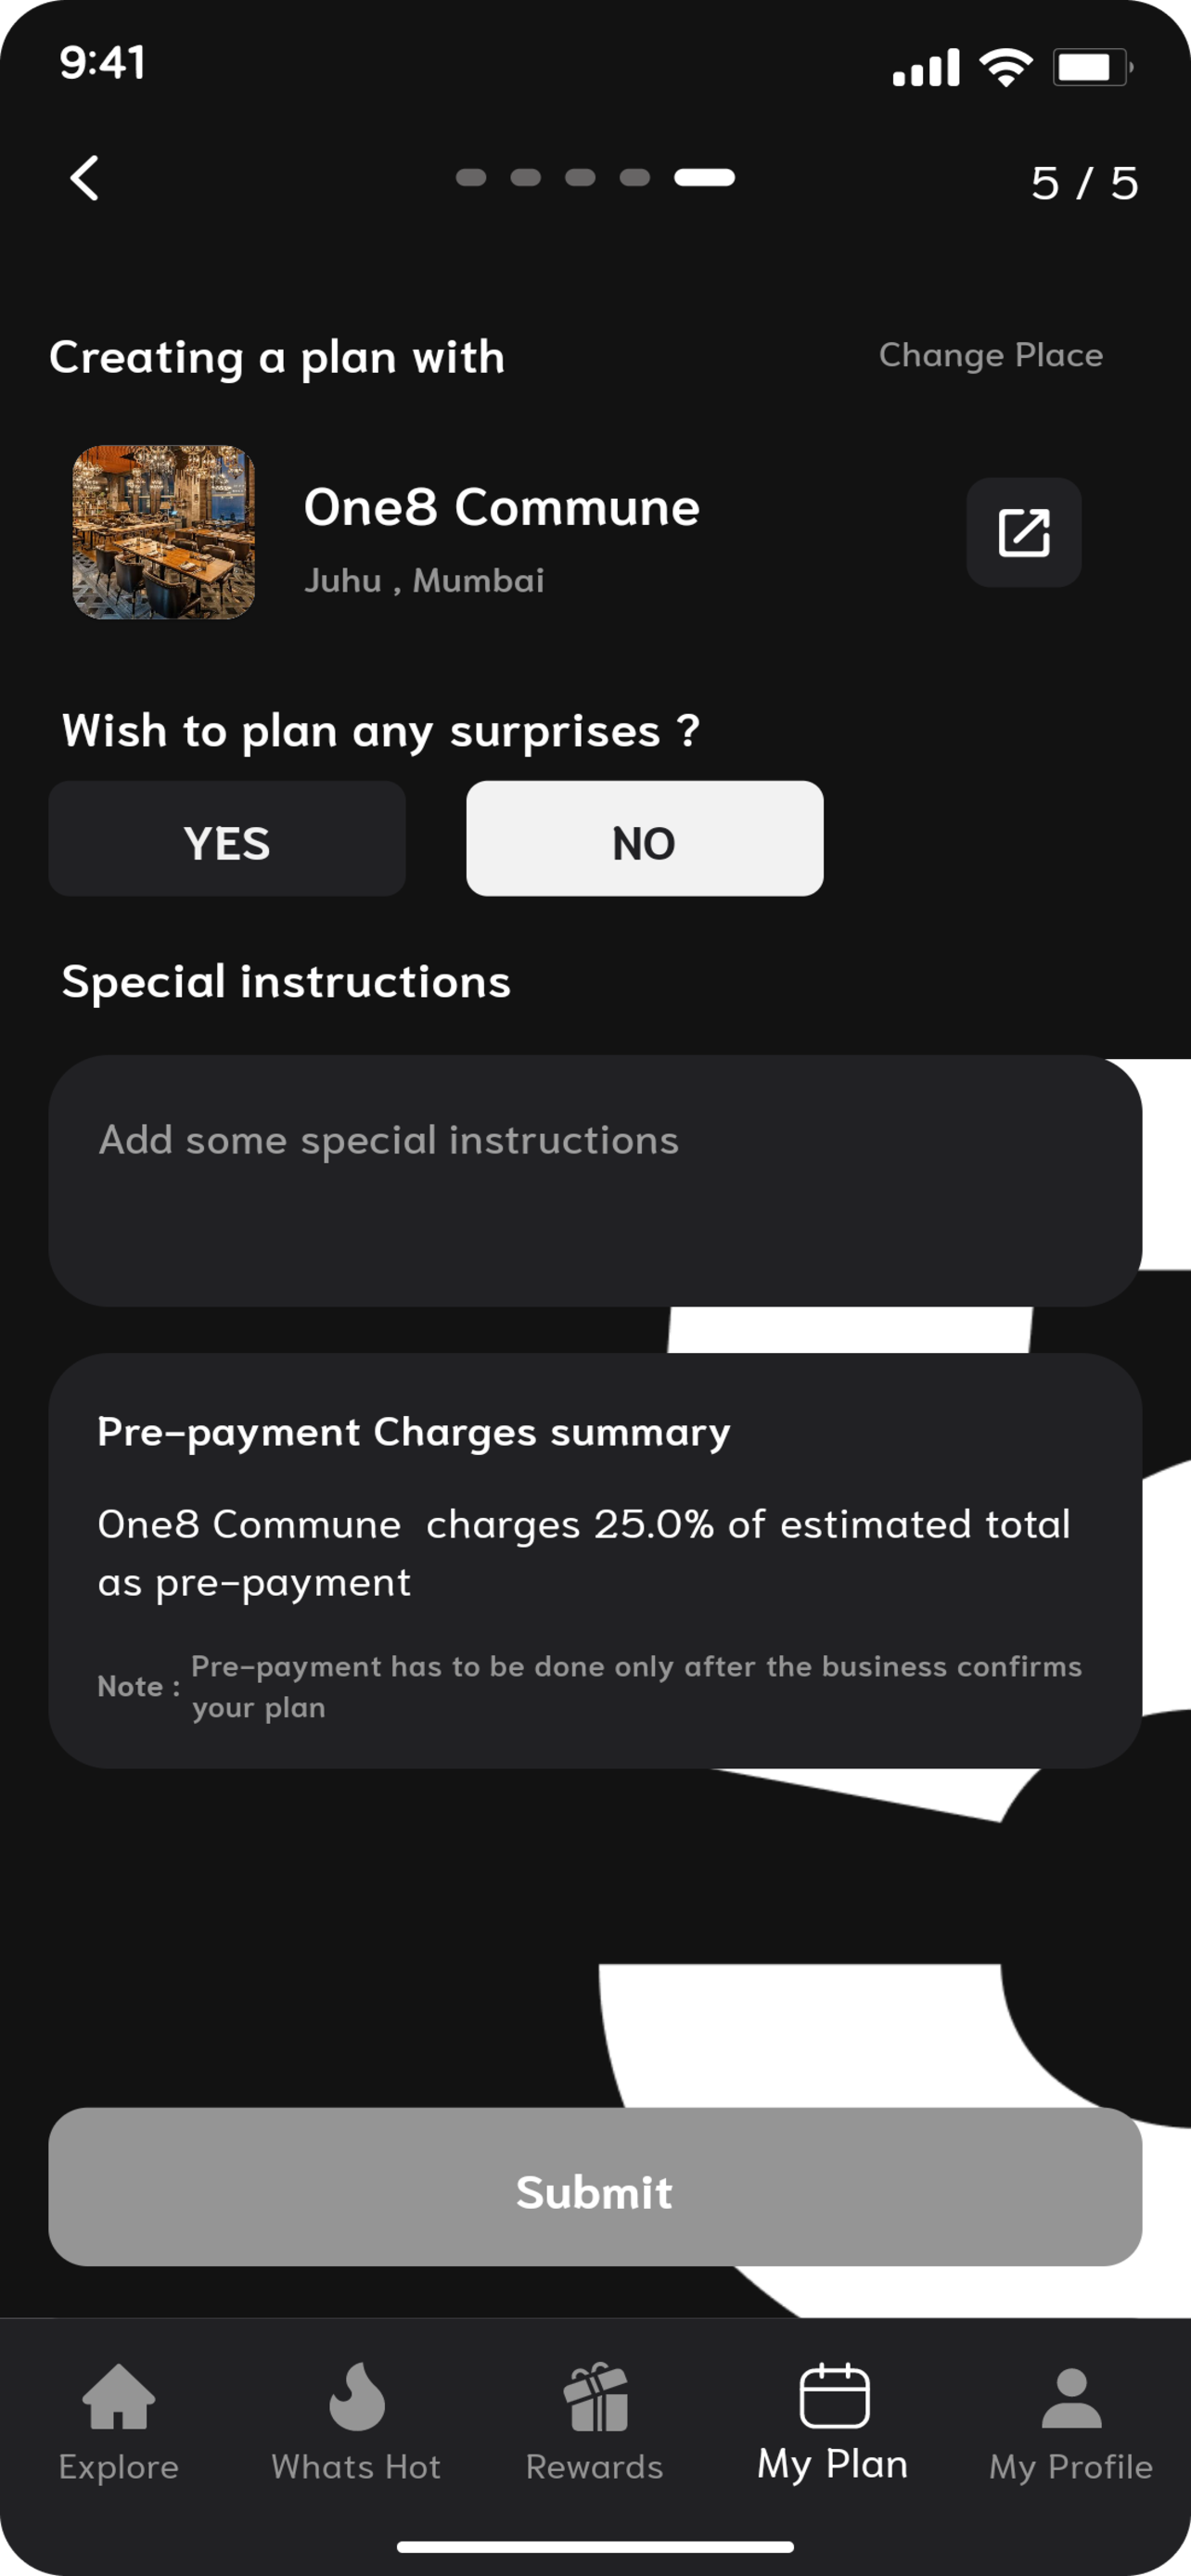 9:41
5 / 5
Creating a plan with
Change Place
One8 Commune
Juhu , Mumbai
Wish to plan any surprises ?
YES
NO
Special instructions
Add some special instructions
Pre-payment Charges summary
One8 Commune  charges 25.0% of estimated total
as pre-payment
Note : Pre-payment has to be done only after the business confirms
your plan
Submit
Explore
Whats Hot
Rewards
My Plan
My Profile